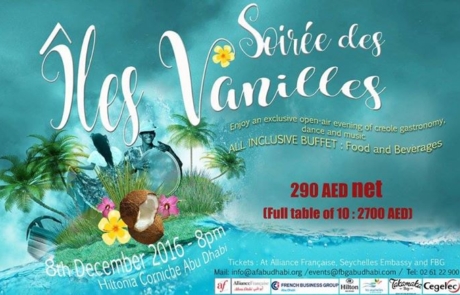 Soirée des
Îles Vanilles
Enjoy an exclusive open-air evening of creole gastronomy,
dance and music.
ALL INCLUSIVE BUFFET : Food and Beverages
290 AED net
(Full table of 10 : 2700 AED)
8th December 2016 - 8pm
Hiltonia Corniche Abu Dhabi
Tickets : At Alliance Française, Seychelles Embassy and FBG
Mail: info@afabudhabi.org /events@fbgabudhabi.com / Tel : 02 61 22 900
af
AllianceFrançaise
FRENCH BUSINESS GROUP
Hilton
Takamaka
Cegelec